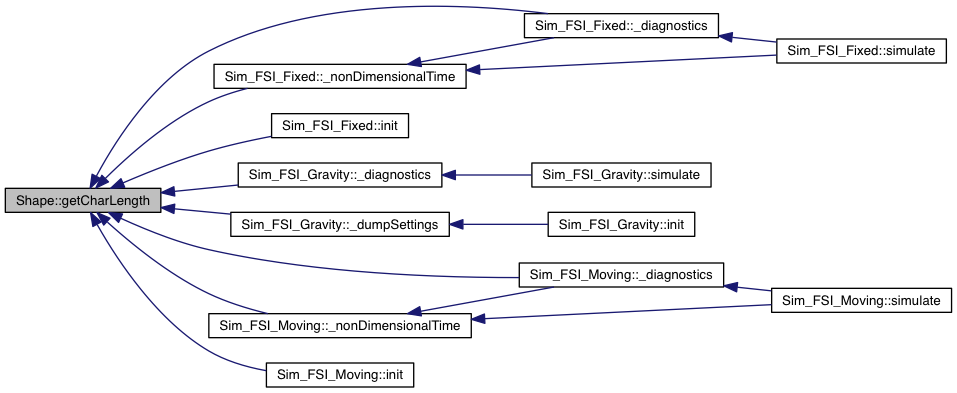 Sim_FSI_Fixed::_diagnostics
Sim_FSI_Fixed::simulate
Sim_FSI_Fixed::_nonDimensionalTime
Sim_FSI_Fixed::init
Sim_FSI_Gravity::_diagnostics
Sim_FSI_Gravity::simulate
Shape::getCharLength
Sim_FSI_Gravity::_dumpSettings
Sim_FSI_Gravity::init
Sim_FSI_Moving::_diagnostics
Sim_FSI_Moving::simulate
Sim_FSI_Moving::_nonDimensionalTime
Sim_FSI_Moving::init